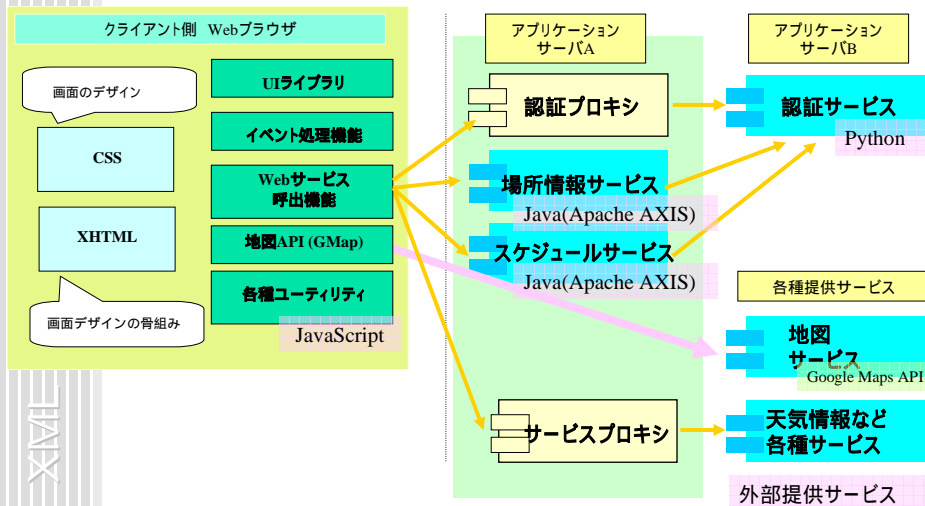 クライアント側 Webブラウザ
画面のデザイン
CSS
XHTML
画面デザインの骨組み
UIライブラリ
イベント処理機能
Webサービス
呼出機能
地図API (GMap)
各種ユーティリティ
JavaScript
アプリケーション
サーバA
認証プロキシ
場所情報サービス
Java(Apache AXIS)
スケジュールサービス
Java(Apache AXIS)
サービスプロキシ
アプリケーション
サーバB
認証サービス
Python
各種提供サービス
地図
サービス
Google Maps API
天気情報など
各種サービス
外部提供サービス